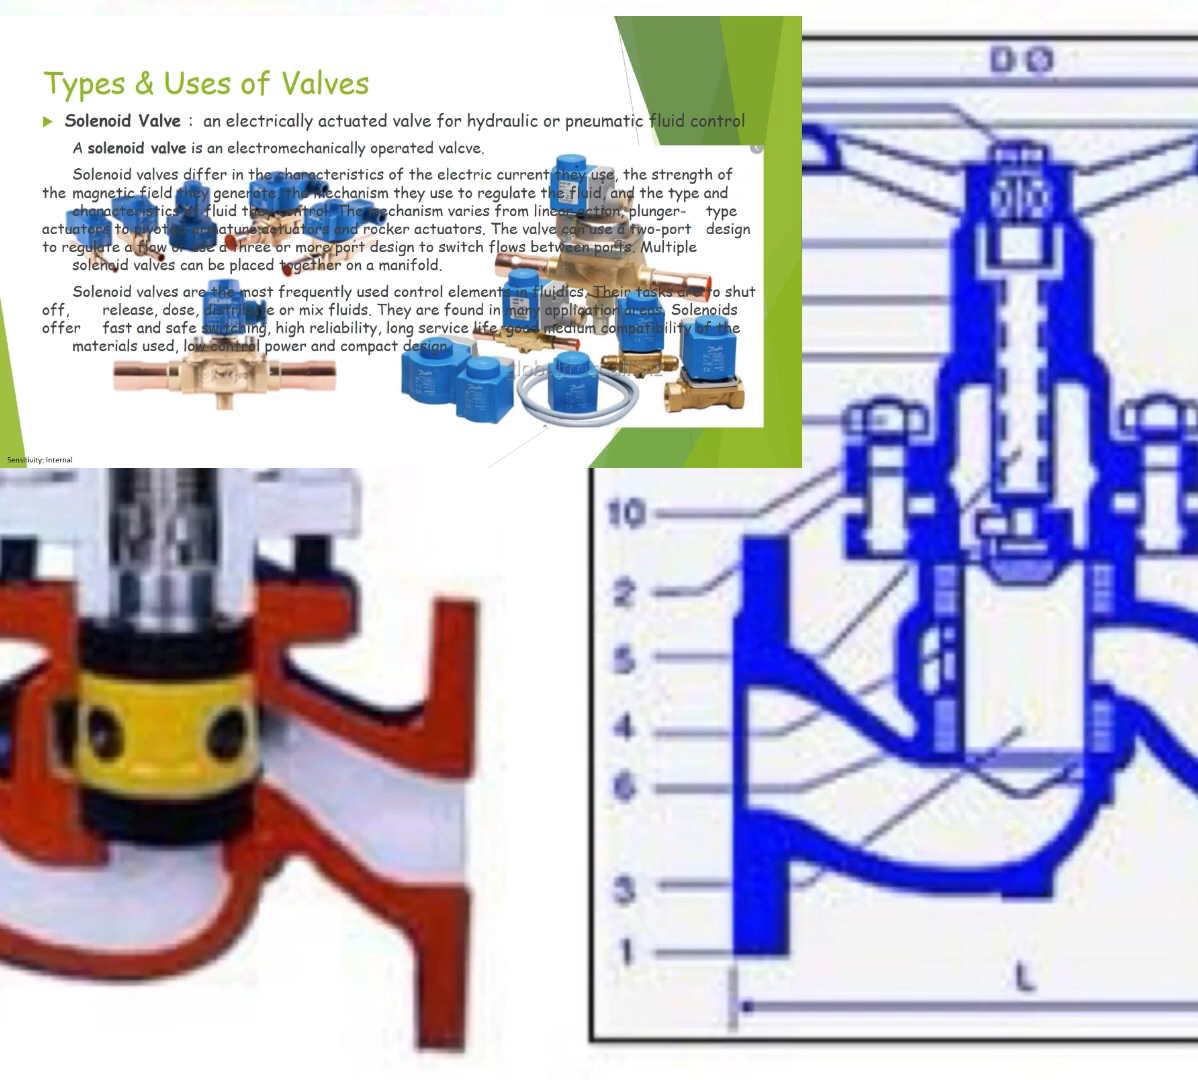 Types & Uses of Valves
Solenoid Valve : an electrically actuated valve for hydraulic or pneumatic fluid control
A solenoid valve is an electromechanically operated valcve.
Solenoid valves differ in the characteristics of the electric current they use, the strength of
the magnetic field they generate, the mechanism they use to regulate the fluid, and the type and
characteristics of fluid they control. The mechanism varies from linear action, plunger- type
actuators to pivoted-armature actuators and rocker actuators. The valve can use a two-port design
to regulate a flow or use a three or more port design to switch flows between ports. Multiple
solenoid valves can be placed together on a manifold.
Solenoid valves are the most frequently used control elements in fluidics. Their tasks are to shut
off, release, dose, distribute or mix fluids. They are found in many application areas. Solenoids
offer fast and safe switching, high reliability, long service life, good medium compatibility of the
materials used, low control power and compact design.
Sensitivity: Internal
D Ø
10
2
5
4
6
3
1
L